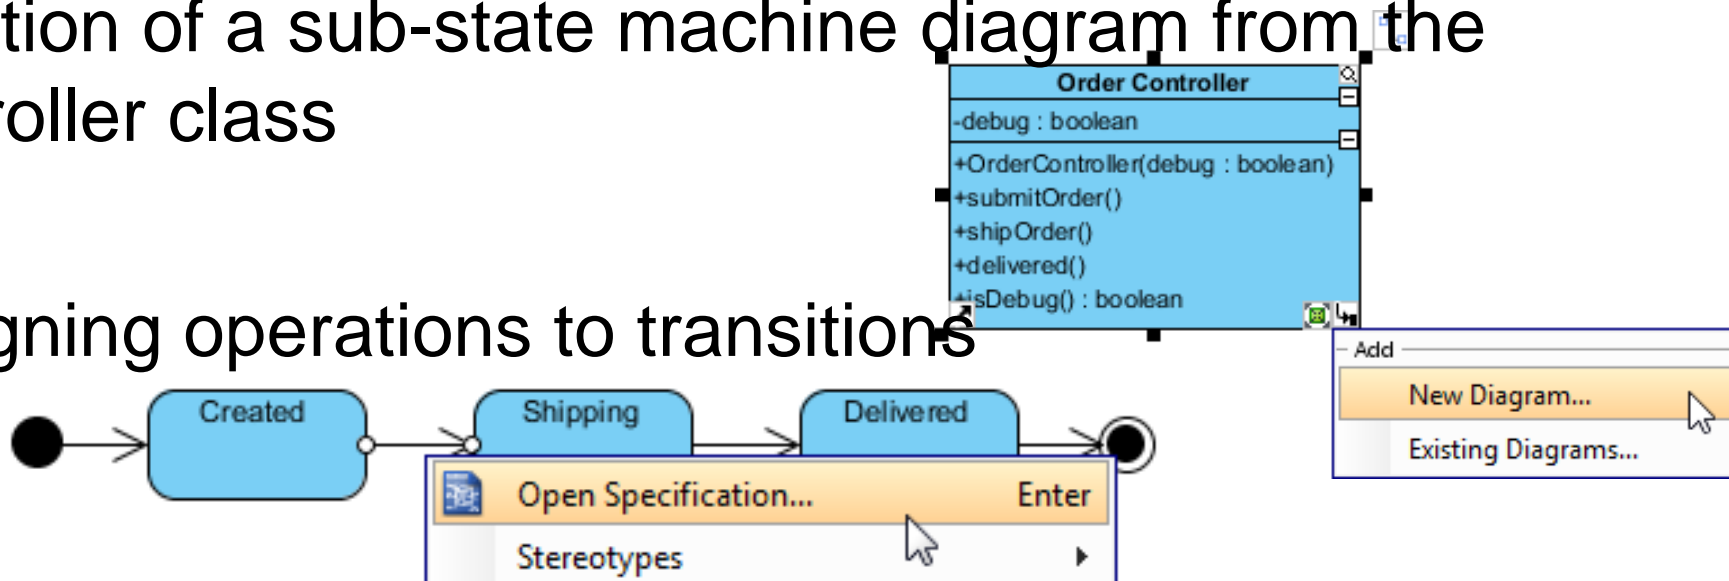 tion of a sub-state machine diagram from the
roller class
Order Controller
-debug : boolean
+OrderController(debug : boolean)
+submitOrder()
+shipOrder()
+delivered()
+isDebug() : boolean
gning operations to transitions
Add
New Diagram...
Existing Diagrams...
Created
Shipping
Delivered
Open Specification... Enter
Stereotypes